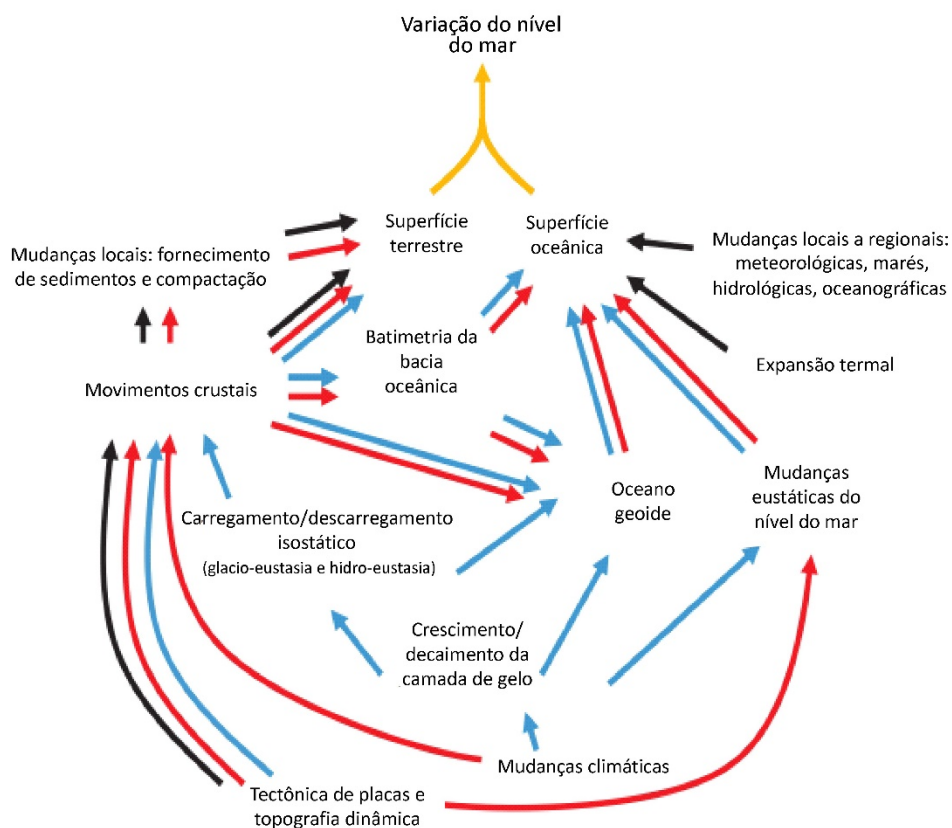 Variação do nível
do mar
Superfície
terrestre
Superfície
oceânica
Mudanças locais: fornecimento
de sedimentos e compactação
Mudanças locais a regionais:
meteorológicas, marés,
hidrológicas, oceanográficas
Batimetria da
bacia
oceânica
Expansão termal
Movimentos crustais
Oceano
geoide
Mudanças
eustáticas do
nível do mar
Carregamento/descarregamento
isostático
(glacio-eustasia e hidro-eustasia)
Crescimento/
decaimento da
camada de gelo
Mudanças climáticas
Tectônica de placas e
topografia dinâmica